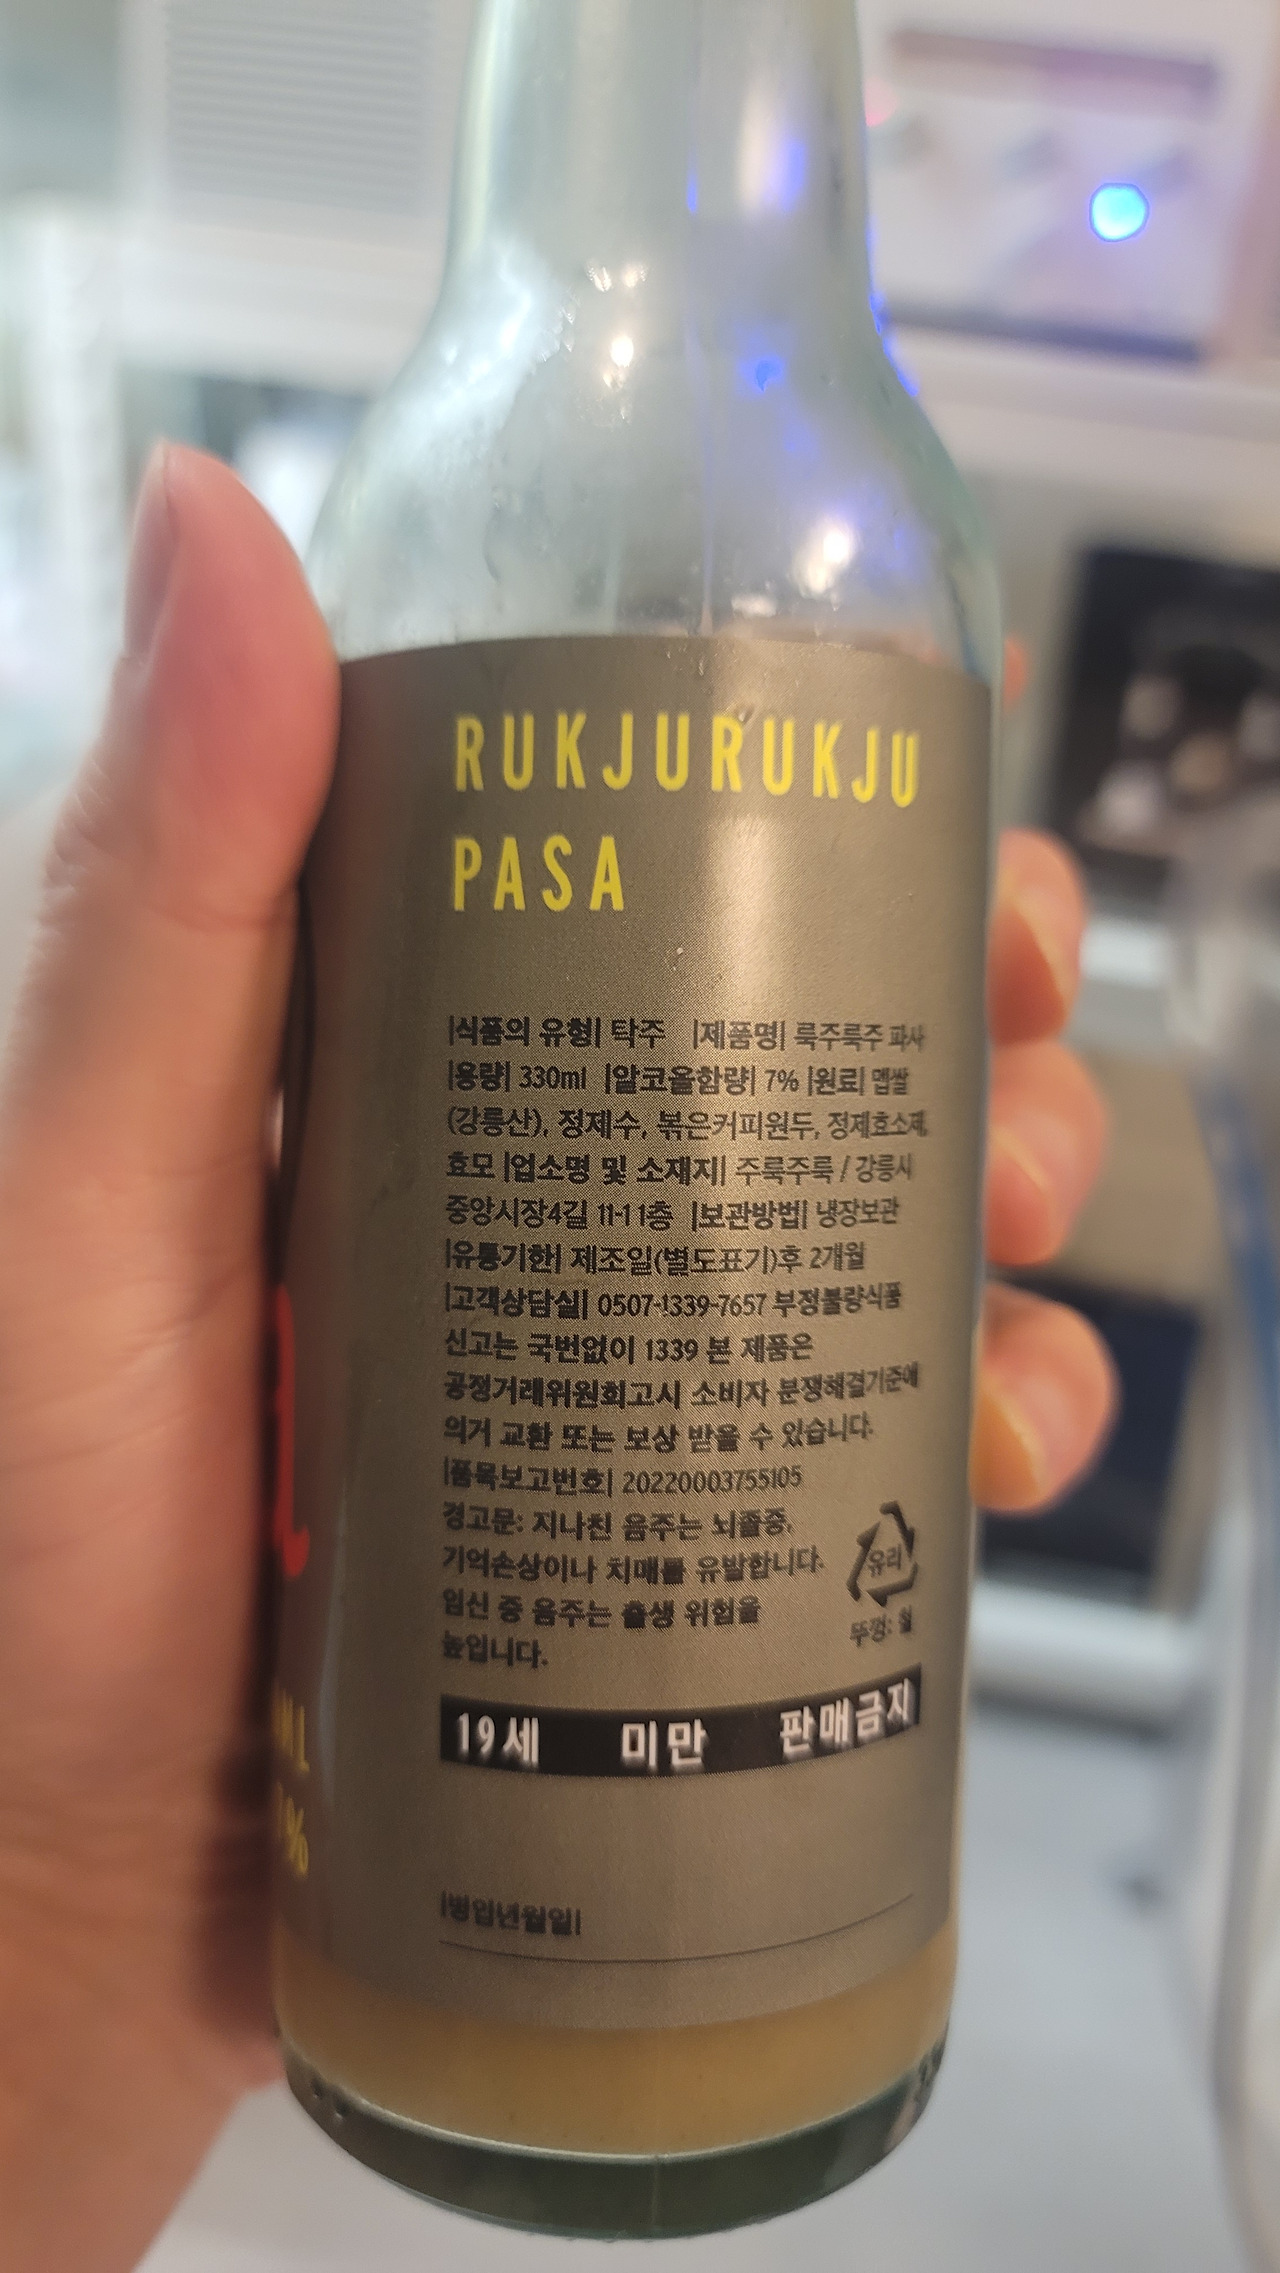 RUKJURUKJU
PASA
|식품의 유형| 탁주 |제품명| 룩주룩주 파사
|용량| 330ml |알코올함량| 7% |원료| 멥쌀
(강릉산), 정제수, 볶은커피원두, 정제효소제,
효모 |업소명 및 소재지| 주룩주룩 / 강릉시
중앙시장4길 11-1 1층 |보관방법| 냉장보관
|유통기한| 제조일(별도표기)후 2개월
|고객상담실| 0507-1339-7657 부정불량식품
신고는 국번없이 1339 본 제품은
공정거래위원회고시 소비자 분쟁해결기준에
의거 교환 또는 보상 받을 수 있습니다.
|품목보고번호| 20220003755105
경고문: 지나친 음주는 뇌졸중,
기억손상이나 치매를 유발합니다.
임신 중 음주는 출생 위험을
높입니다.
유리
뚜껑: 철
19세 미만 판매금지
|병입년월일|
ML
%